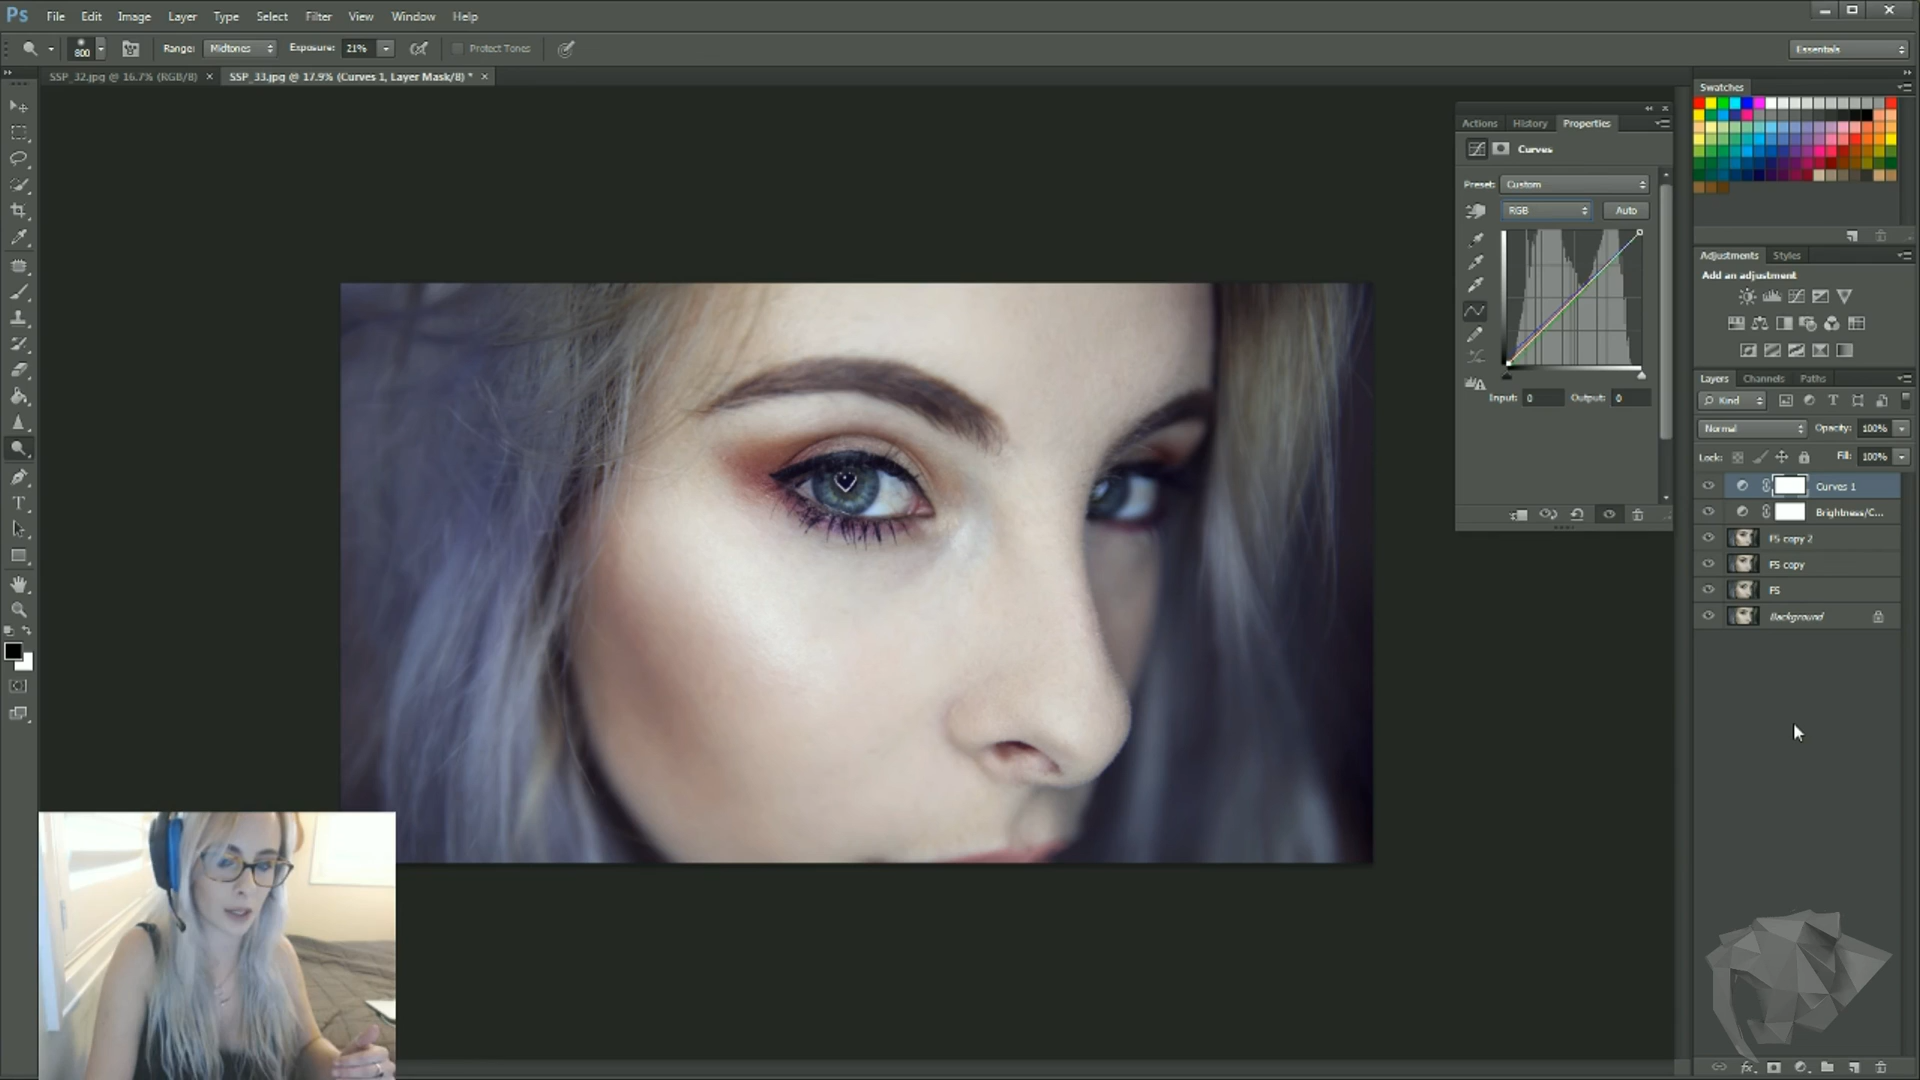 Ps File Edit Image Layer Type Select Filter View Window Help
800 Range: Midtones Exposure: 21% Protect Tones Essentials
SSP_32.jpg @ 16.7% (RGB/8) × SSP_33.jpg @ 17.9% (Curves 1, Layer Mask/8) * ×
Swatches
Actions History Properties
Curves
Preset: Custom
RGB Auto
Input: 0 Output: 0
Adjustments Styles
Add an adjustment
Layers Channels Paths
Kind
Normal Opacity: 100%
Lock: Fill: 100%
Curves 1
Brightness/C...
FS copy 2
FS copy
FS
Background